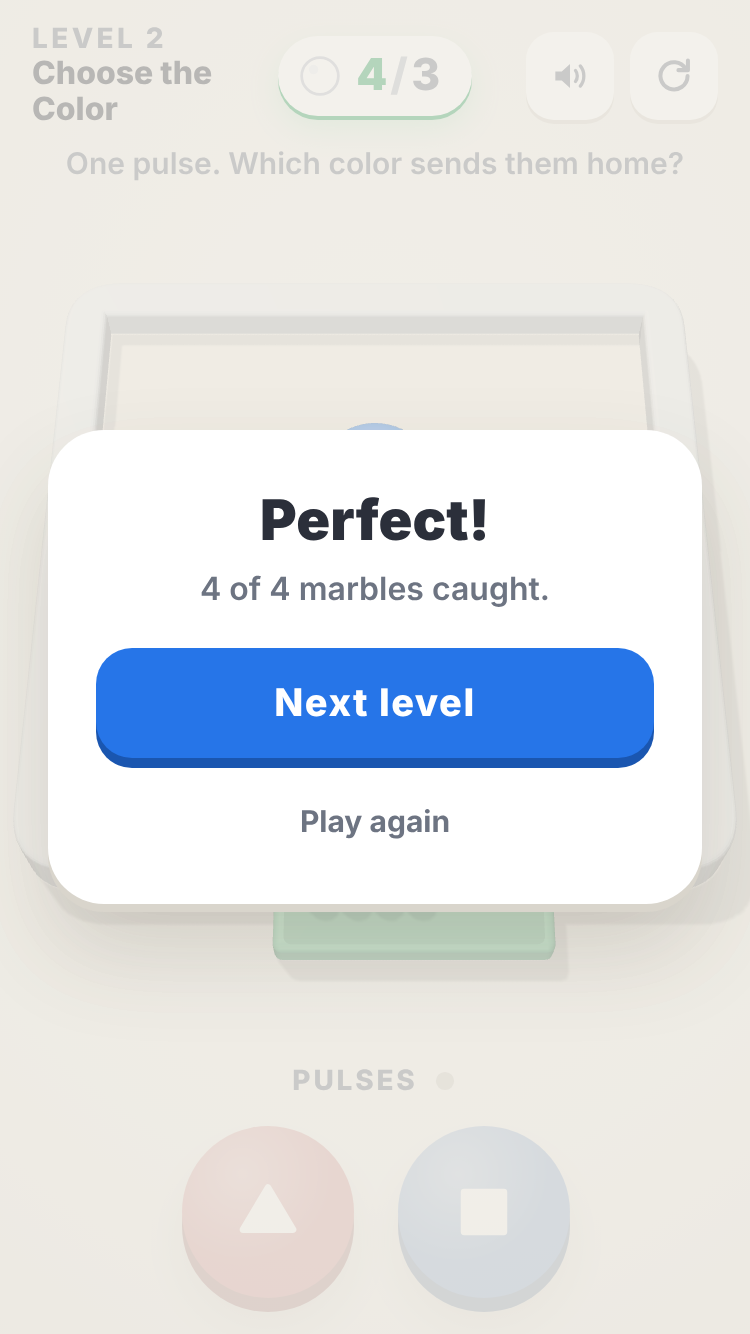 LEVEL 2
Choose the
Color
4/3
One pulse. Which color sends them home?
Perfect!
4 of 4 marbles caught.
Next level
Play again
PULSES